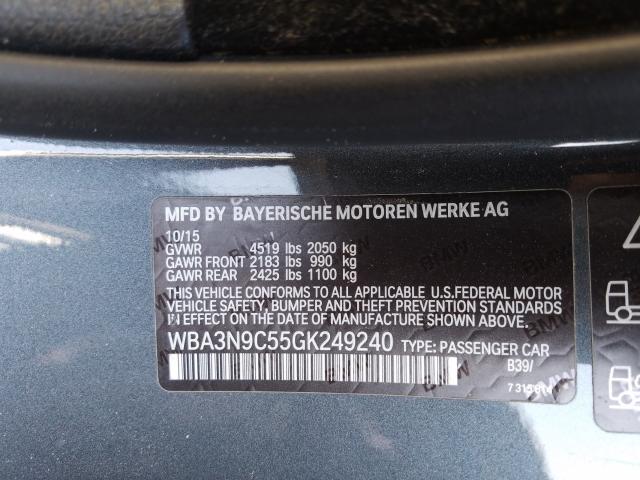 MFD BY BAYERISCHE MOTOREN WERKE AG
10/15
GVWR 4519 lbs 2050 kg
GAWR FRONT 2183 lbs 990 kg
GAWR REAR 2425 lbs 1100 kg
THIS VEHICLE CONFORMS TO ALL APPLICABLE U.S.FEDERAL MOTOR
VEHICLE SAFETY, BUMPER AND THEFT PREVENTION STANDARDS
IN EFFECT ON THE DATE OF MANUFACTURE SHOWN ABOVE.
WBA3N9C55GK249240 TYPE: PASSENGER CAR
B39/